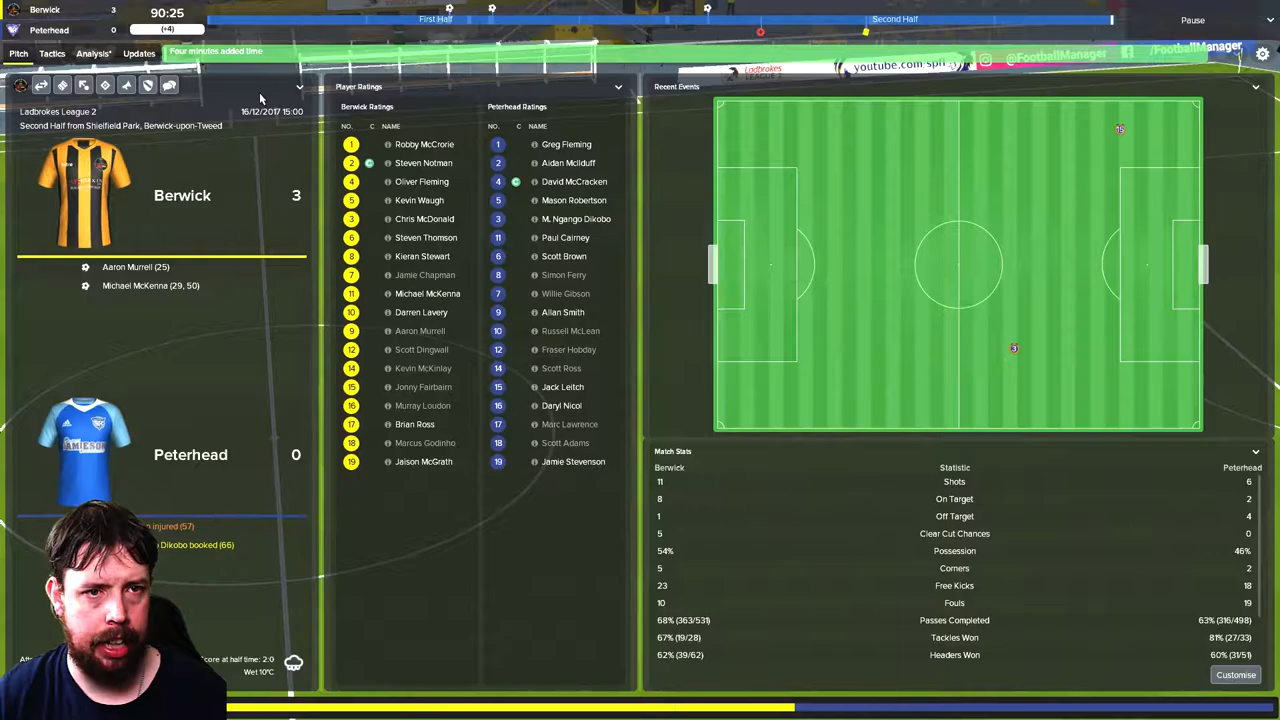 Berwick 3 90:25 First Half Second Half Pause
Peterhead 0 (+4)
Pitch Tactics Analysis* Updates Four minutes added time
@FootballManager /FootballManager
Ladbrokes youtube.com
Ladbrokes League 2 16/12/2017 15:00
Second Half from Shielfield Park, Berwick-upon-Tweed
Berwick 3
Aaron Murrell (25)
Michael McKenna (29, 50)
JAMIESON
Peterhead 0
injured (57)
Dikobo booked (66)
core at half time: 2:0
Wet 10°C
Player Ratings
Berwick Ratings Peterhead Ratings
NO. C NAME NO. C NAME
1 Robby McCrorie 1 Greg Fleming
2 C Steven Notman 2 Aidan McIlduff
4 Oliver Fleming 4 C David McCracken
5 Kevin Waugh 5 Mason Robertson
3 Chris McDonald 3 M. Ngango Dikobo
6 Steven Thomson 11 Paul Cairney
8 Kieran Stewart 6 Scott Brown
7 Jamie Chapman 8 Simon Ferry
11 Michael McKenna 7 Willie Gibson
10 Darren Lavery 9 Allan Smith
9 Aaron Murrell 10 Russell McLean
12 Scott Dingwall 12 Fraser Hobday
14 Kevin McKinlay 14 Scott Ross
15 Jonny Fairbairn 15 Jack Leitch
16 Murray Loudon 16 Daryl Nicol
17 Brian Ross 17 Marc Lawrence
18 Marcus Godinho 18 Scott Adams
19 Jaison McGrath 19 Jamie Stevenson
Recent Events
15
3
Match Stats
Berwick Statistic Peterhead
11 Shots 6
8 On Target 2
1 Off Target 4
5 Clear Cut Chances 0
54% Possession 46%
5 Corners 2
23 Free Kicks 18
10 Fouls 19
68% (363/531) Passes Completed 63% (316/498)
67% (19/28) Tackles Won 81% (27/33)
62% (39/62) Headers Won 60% (31/51)
Customise